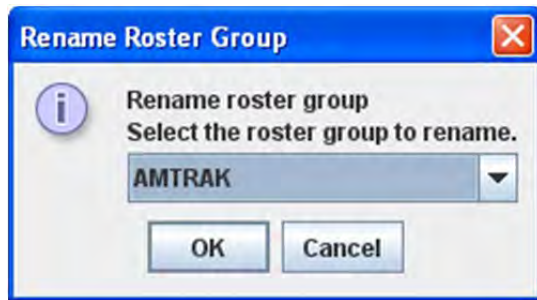 Rename Roster Group
Rename roster group
Select the roster group to rename.
AMTRAK
OK Cancel